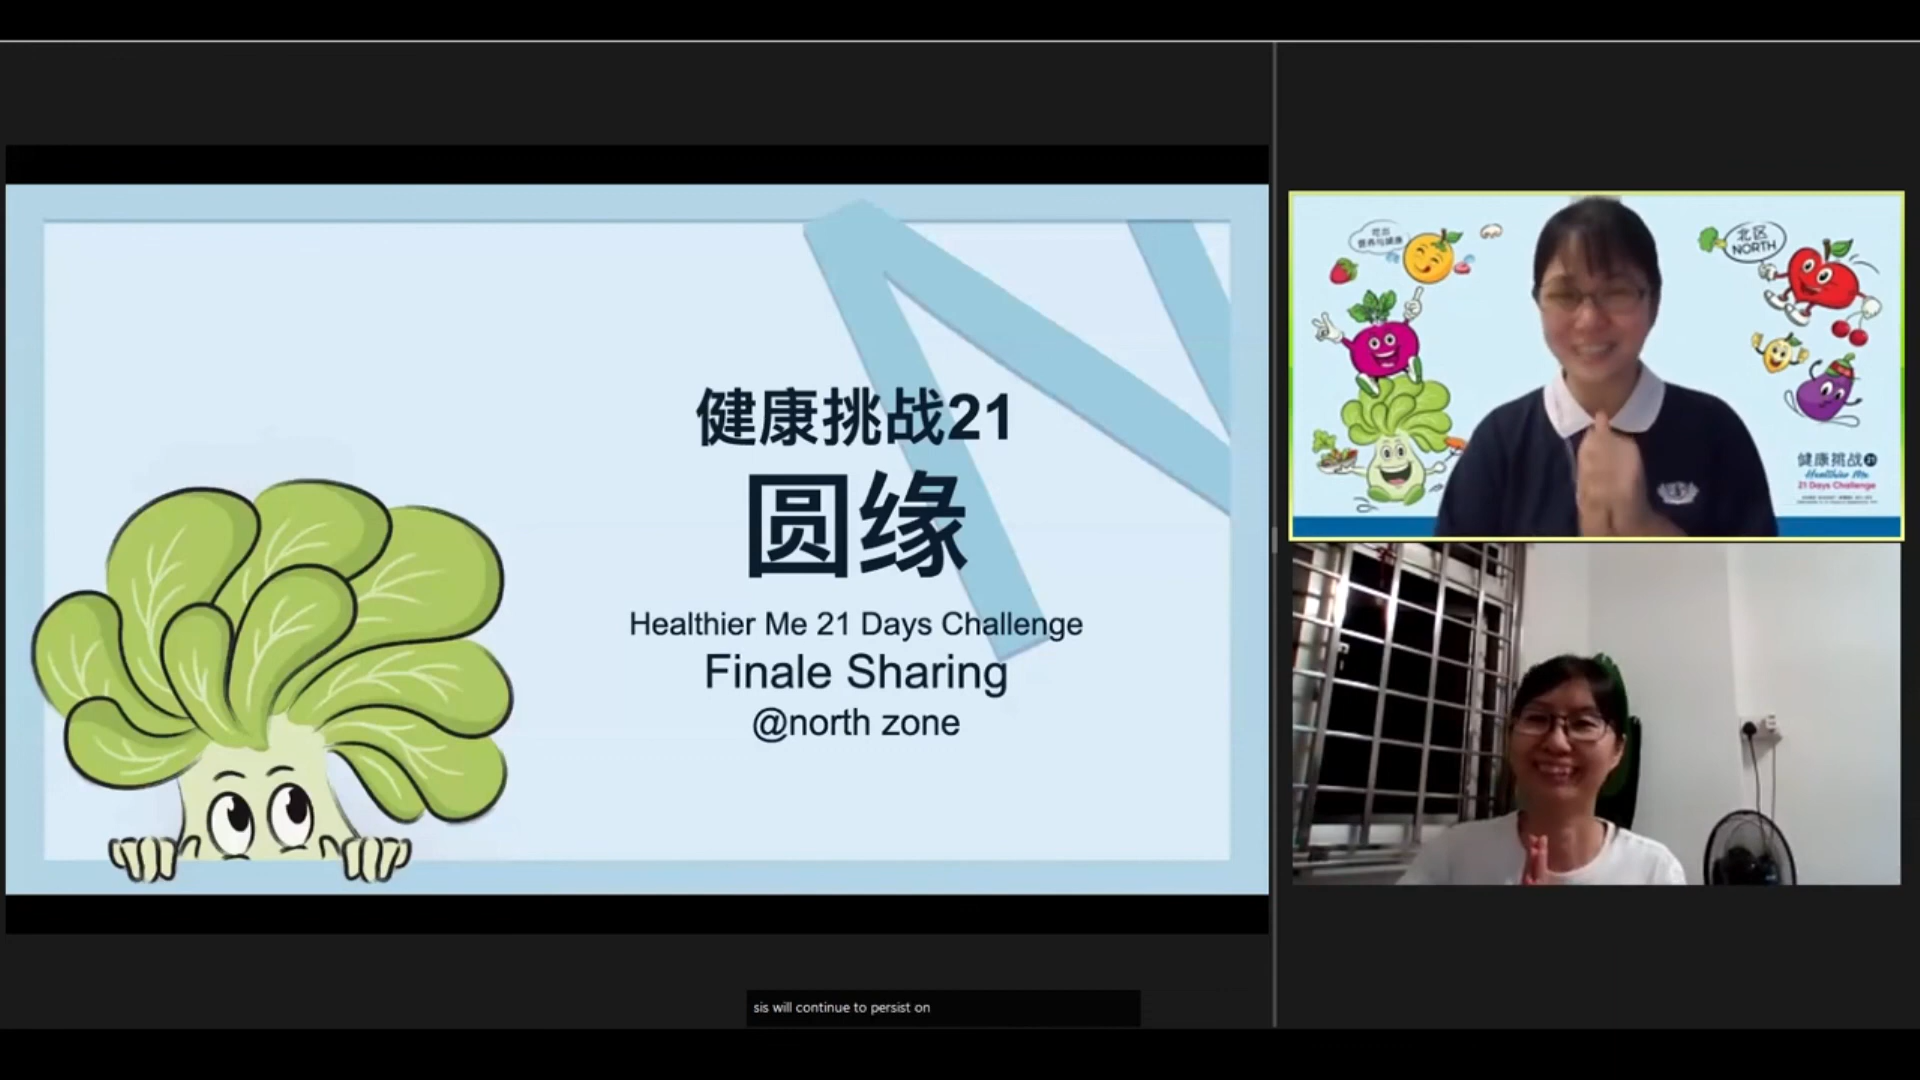 健康挑战21
圆缘
Healthier Me 21 Days Challenge
Finale Sharing
@north zone
北区
NORTH
健康挑战21
Healthier Me
21 Days Challenge
sis will continue to persist on